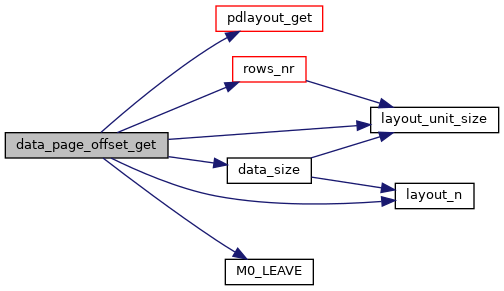 pdlayout_get
rows_nr
layout_unit_size
data_page_offset_get
data_size
layout_n
M0_LEAVE